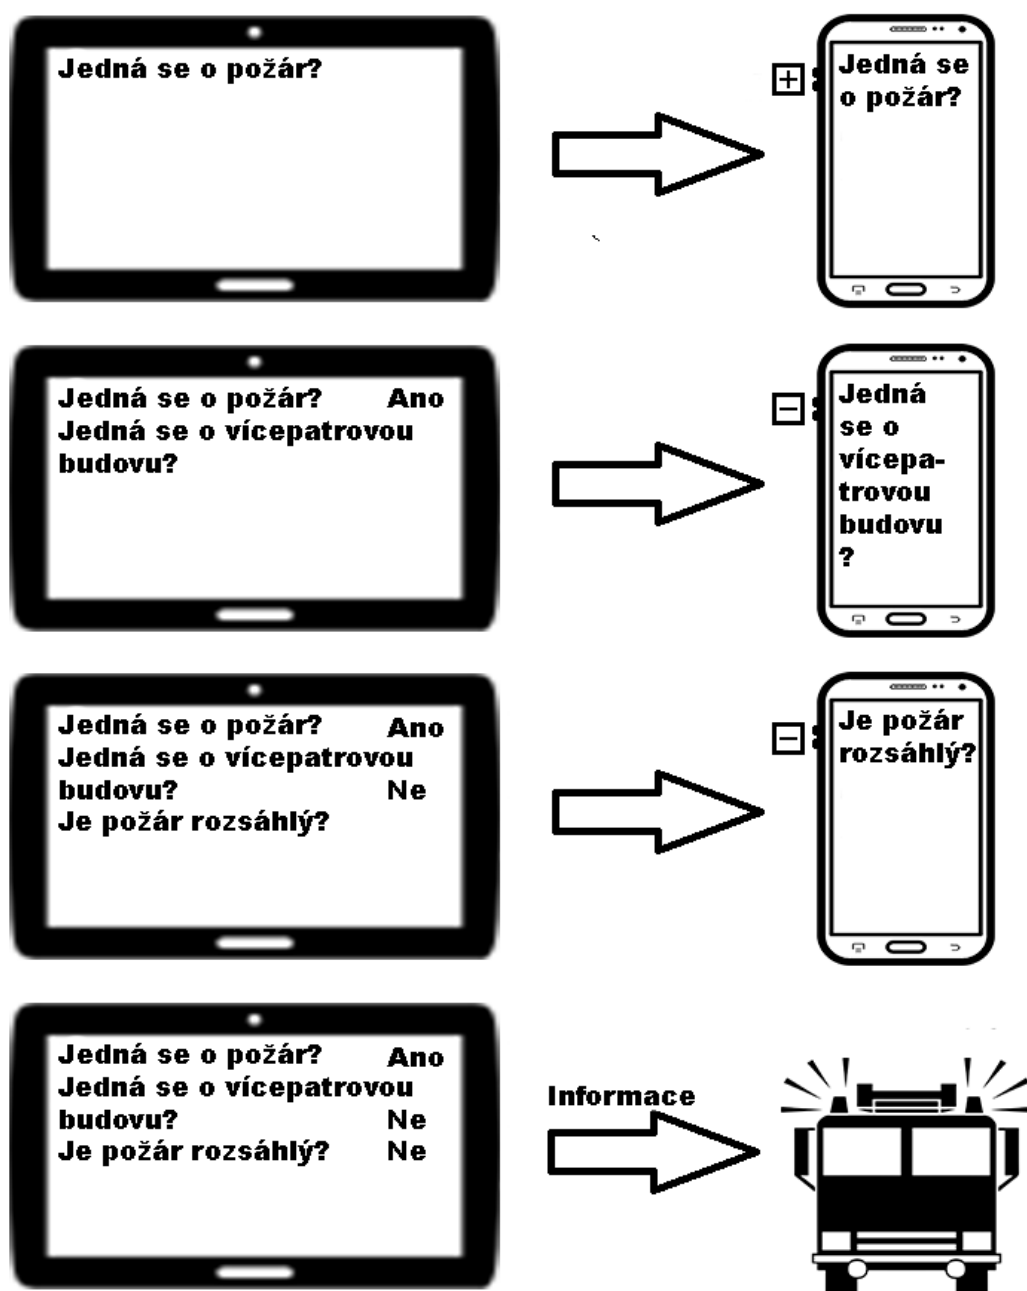 Jedná se o požár?
+
Jedná se
o požár?
Jedná se o požár? Ano
Jedná se o vícepatrovou
budovu?
−
Jedná
se o
vícepa-
trovou
budovu
?
Jedná se o požár? Ano
Jedná se o vícepatrovou
budovu? Ne
Je požár rozsáhlý?
−
Je požár
rozsáhlý?
Jedná se o požár? Ano
Jedná se o vícepatrovou
budovu? Ne
Je požár rozsáhlý? Ne
Informace